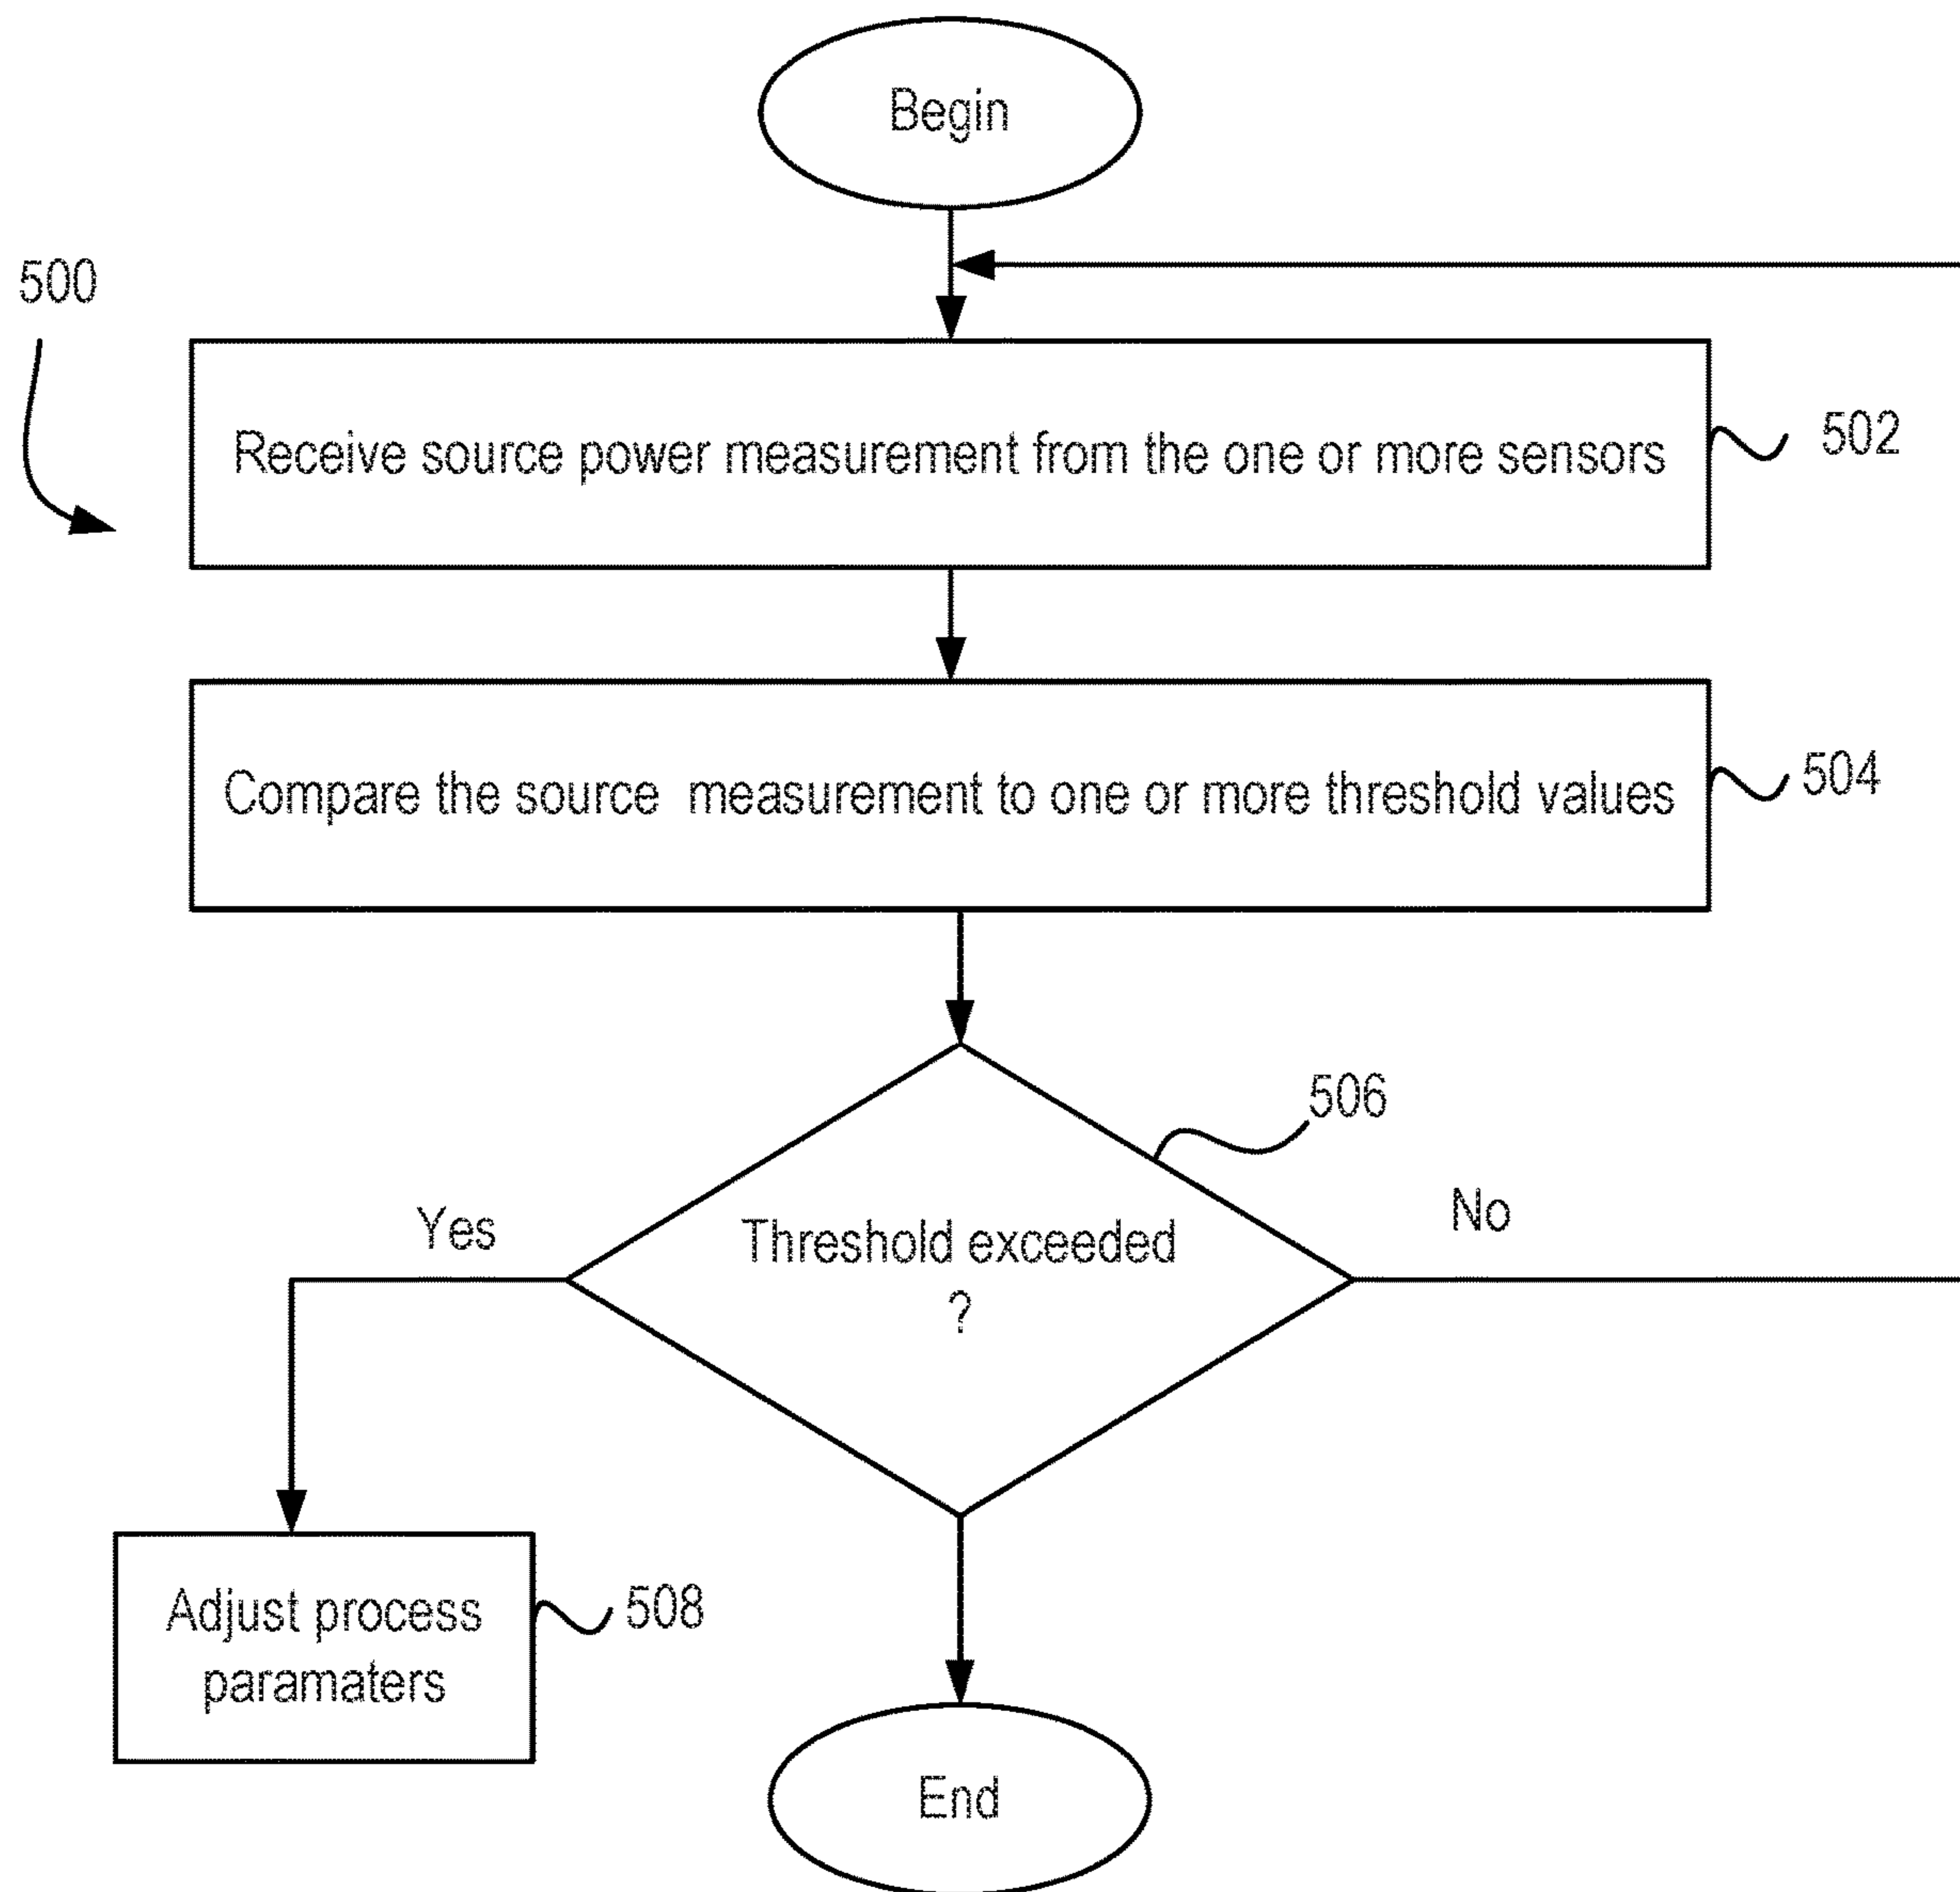 Begin
500
Receive source power measurement from the one or more sensors
502
Compare the source measurement to one or more threshold values
504
506
Yes
Threshold exceeded
?
No
Adjust process
paramaters
508
End